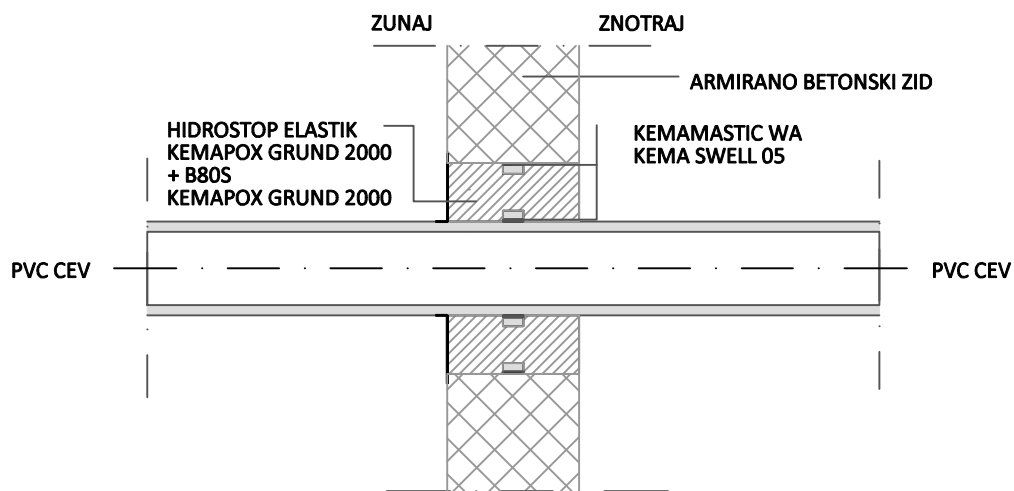 ZUNAJ
ZNOTRAJ
ARMIRANO BETONSKI ZID
HIDROSTOP ELASTIK
KEMAPOX GRUND 2000
+ B80S
KEMAPOX GRUND 2000
KEMAMASTIC WA
KEMA SWELL 05
PVC CEV
PVC CEV